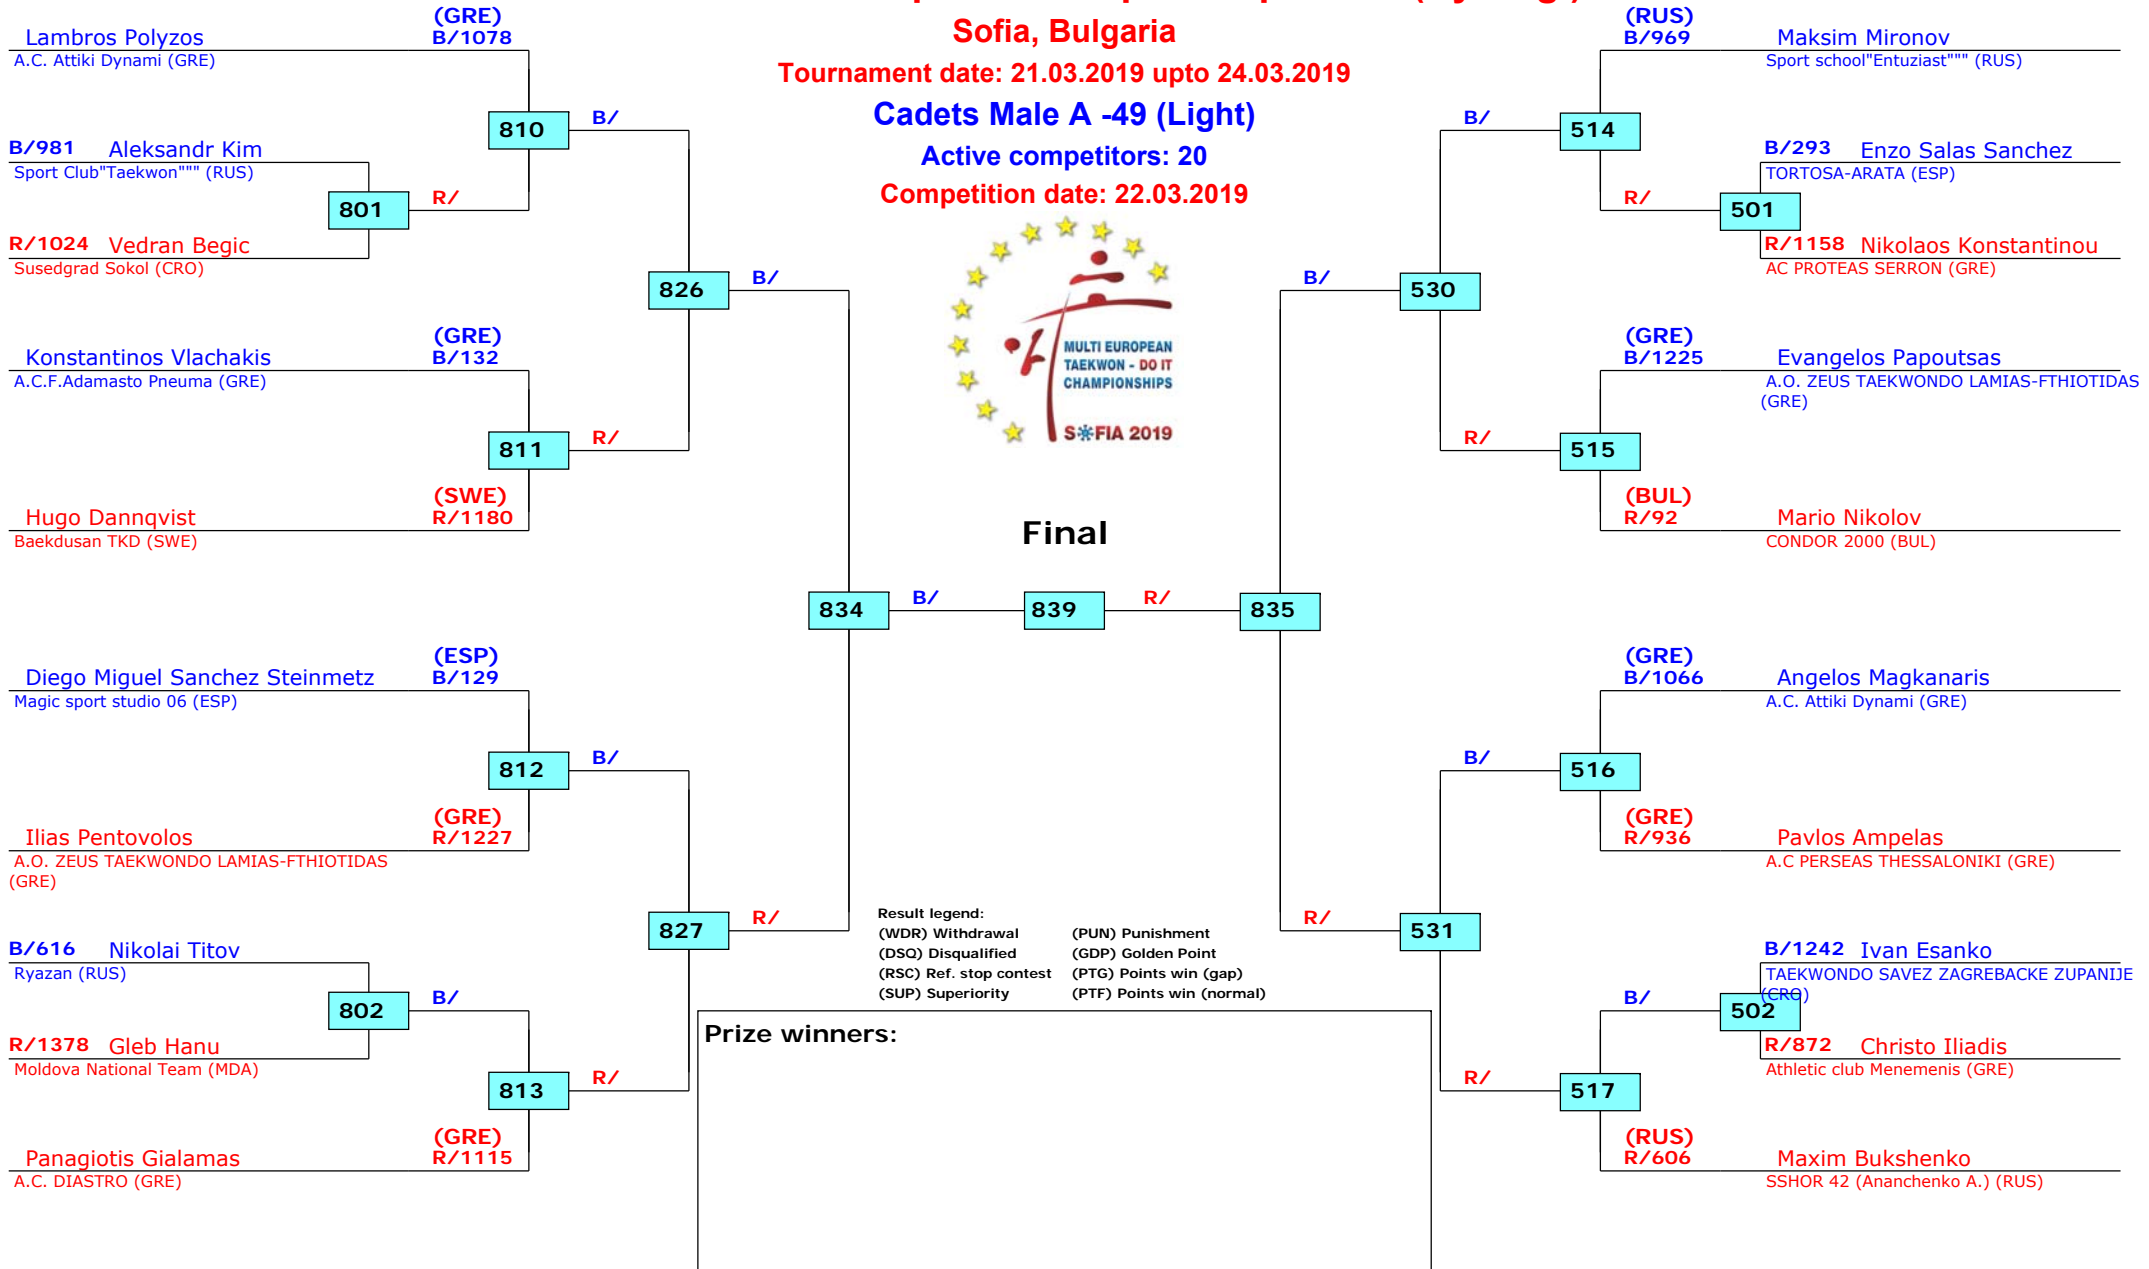 Sofia, Bulgaria
Tournament date: 21.03.2019 upto 24.03.2019
Cadets Male A -49 (Light)
Active competitors: 20
Competition date: 22.03.2019
MULTI EUROPEAN
TAEKWON - DO IT
CHAMPIONSHIPS
SOFIA 2019
(GRE)
Lambros Polyzos B/1078
A.C. Attiki Dynami (GRE)
810 B/
B/981 Aleksandr Kim
Sport Club"Taekwon""" (RUS)
801 R/
R/1024 Vedran Begic
Susedgrad Sokol (CRO)
826 B/
(GRE)
Konstantinos Vlachakis B/132
A.C.F.Adamasto Pneuma (GRE)
811 R/
(SWE)
Hugo Dannqvist R/1180
Baekdusan TKD (SWE)
Final
834 B/ 839 R/ 835
(ESP)
Diego Miguel Sanchez Steinmetz B/129
Magic sport studio 06 (ESP)
812 B/
(GRE)
Ilias Pentovolos R/1227
A.O. ZEUS TAEKWONDO LAMIAS-FTHIOTIDAS
(GRE)
827 R/
B/616 Nikolai Titov
Ryazan (RUS)
802 B/
R/1378 Gleb Hanu
Moldova National Team (MDA)
813 R/
(GRE)
Panagiotis Gialamas R/1115
A.C. DIASTRO (GRE)
(RUS)
B/969 Maksim Mironov
Sport school"Entuziast""" (RUS)
B/ 514
B/293 Enzo Salas Sanchez
TORTOSA-ARATA (ESP)
R/ 501
R/1158 Nikolaos Konstantinou
AC PROTEAS SERRON (GRE)
B/ 530
(GRE)
B/1225 Evangelos Papoutsas
A.O. ZEUS TAEKWONDO LAMIAS-FTHIOTIDAS
(GRE)
R/ 515
(BUL)
R/92 Mario Nikolov
CONDOR 2000 (BUL)
(GRE)
B/1066 Angelos Magkanaris
A.C. Attiki Dynami (GRE)
B/ 516
(GRE)
R/936 Pavlos Ampelas
A.C PERSEAS THESSALONIKI (GRE)
R/ 531
B/1242 Ivan Esanko
TAEKWONDO SAVEZ ZAGREBACKE ZUPANIJE
(CRO)
B/ 502
R/872 Christo Iliadis
Athletic club Menemenis (GRE)
R/ 517
(RUS)
R/606 Maxim Bukshenko
SSHOR 42 (Ananchenko A.) (RUS)
Result legend:
(WDR) Withdrawal (PUN) Punishment
(DSQ) Disqualified (GDP) Golden Point
(RSC) Ref. stop contest (PTG) Points win (gap)
(SUP) Superiority (PTF) Points win (normal)
Prize winners: